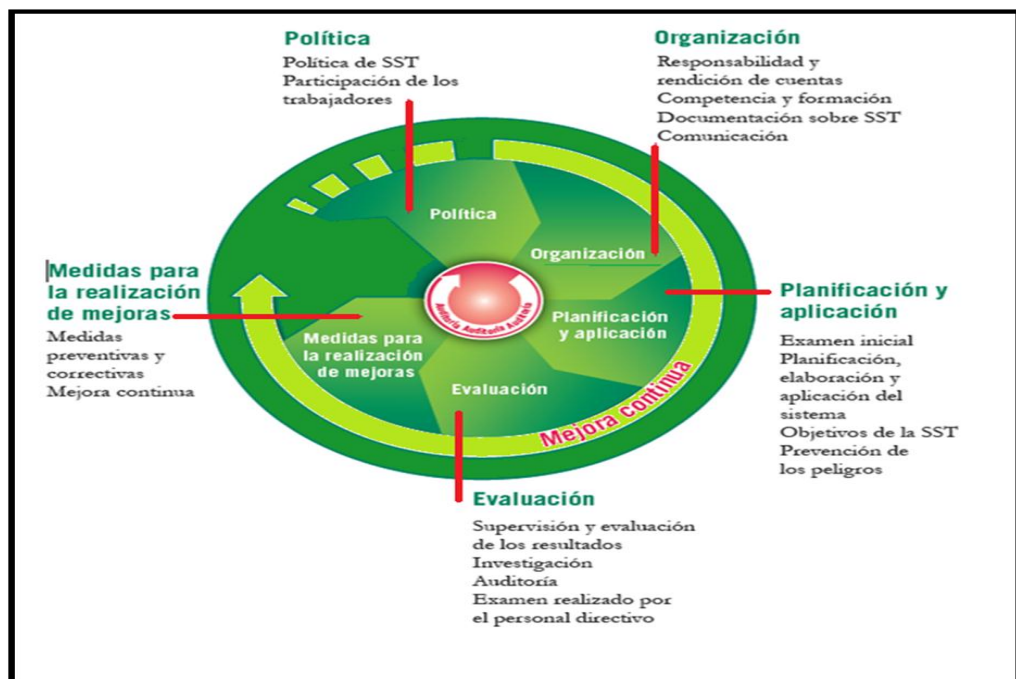 Política
Política de SST
Participación de los
trabajadores
Organización
Responsabilidad y
rendición de cuentas
Competencia y formación
Documentación sobre SST
Comunicación
Política
Organización
Planificación
y aplicación
Evaluación
Medidas para
la realización
de mejoras
Auditoría Auditoría Auditoría
Mejora continua
Medidas para
la realización
de mejoras
Medidas
preventivas y
correctivas
Mejora continua
Planificación y
aplicación
Examen inicial
Planificación,
elaboración y
aplicación del
sistema
Objetivos de la SST
Prevención de
los peligros
Evaluación
Supervisión y evaluación
de los resultados
Investigación
Auditoría
Examen realizado por
el personal directivo